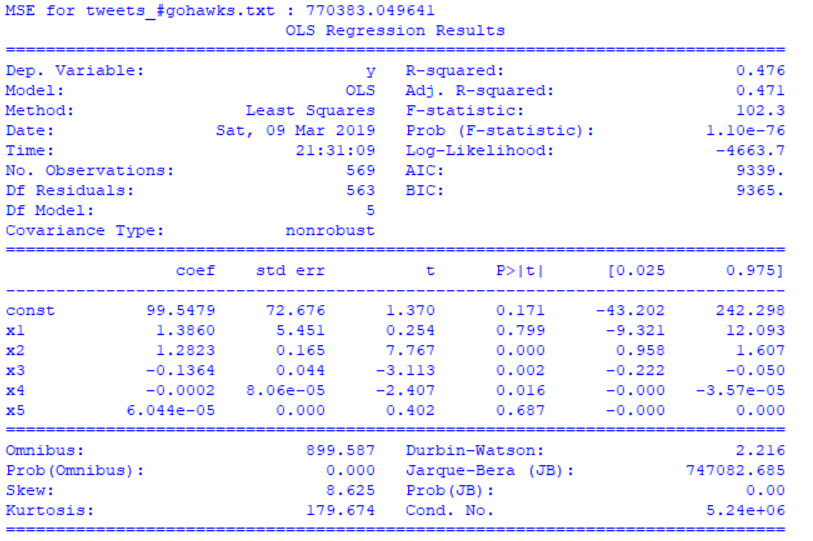 MSE for tweets_#gohawks.txt : 770383.049641
OLS Regression Results
==============================================================================
Dep. Variable: y R-squared: 0.476
Model: OLS Adj. R-squared: 0.471
Method: Least Squares F-statistic: 102.3
Date: Sat, 09 Mar 2019 Prob (F-statistic): 1.10e-76
Time: 21:31:09 Log-Likelihood: -4663.7
No. Observations: 569 AIC: 9339.
Df Residuals: 563 BIC: 9365.
Df Model: 5
Covariance Type: nonrobust
==============================================================================
coef std err t P>|t| [0.025 0.975]
------------------------------------------------------------------------------
const 99.5479 72.676 1.370 0.171 -43.202 242.298
x1 1.3860 5.451 0.254 0.799 -9.321 12.093
x2 1.2823 0.165 7.767 0.000 0.958 1.607
x3 -0.1364 0.044 -3.113 0.002 -0.222 -0.050
x4 -0.0002 8.06e-05 -2.407 0.016 -0.000 -3.57e-05
x5 6.044e-05 0.000 0.402 0.687 -0.000 0.000
==============================================================================
Omnibus: 899.587 Durbin-Watson: 2.216
Prob(Omnibus): 0.000 Jarque-Bera (JB): 747082.685
Skew: 8.625 Prob(JB): 0.00
Kurtosis: 179.674 Cond. No. 5.24e+06
==============================================================================